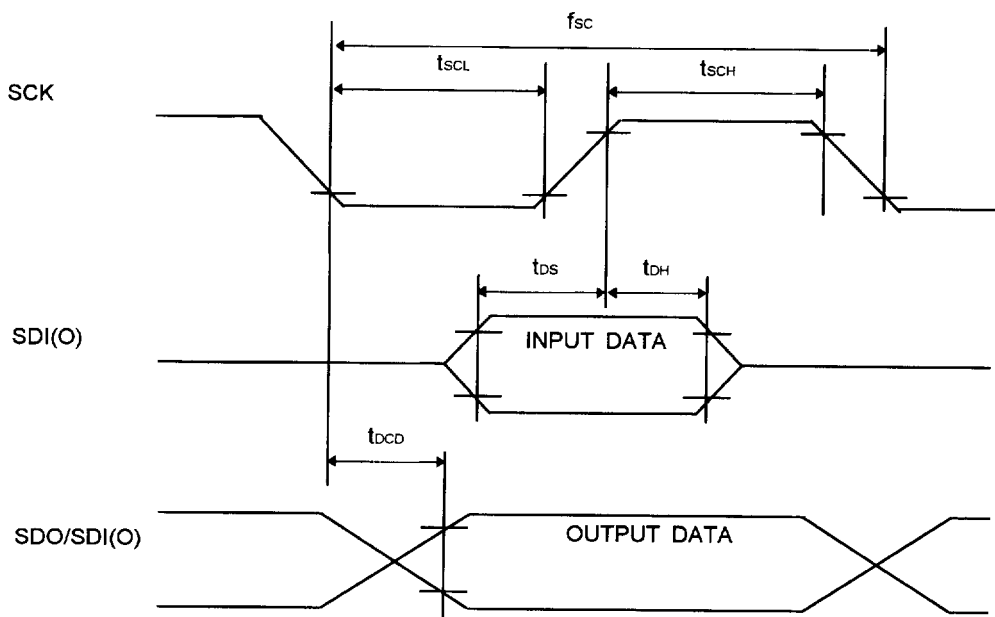 fsc
tSCL
tSCH
SCK
tDS
tDH
SDI(O)
INPUT DATA
tDCD
SDO/SDI(O)
OUTPUT DATA